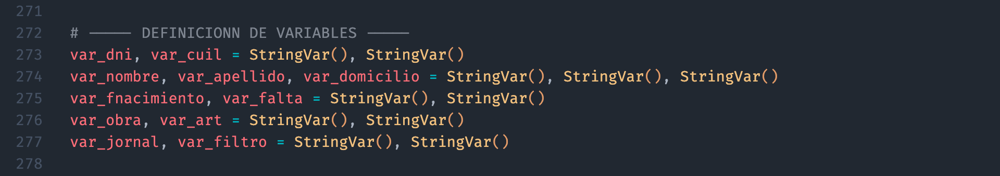 271
272 # ----- DEFINICIONN DE VARIABLES -----
273 var_dni, var_cuil = StringVar(), StringVar()
274 var_nombre, var_apellido, var_domicilio = StringVar(), StringVar(), StringVar()
275 var_fnacimiento, var_falta = StringVar(), StringVar()
276 var_obra, var_art = StringVar(), StringVar()
277 var_jornal, var_filtro = StringVar(), StringVar()
278